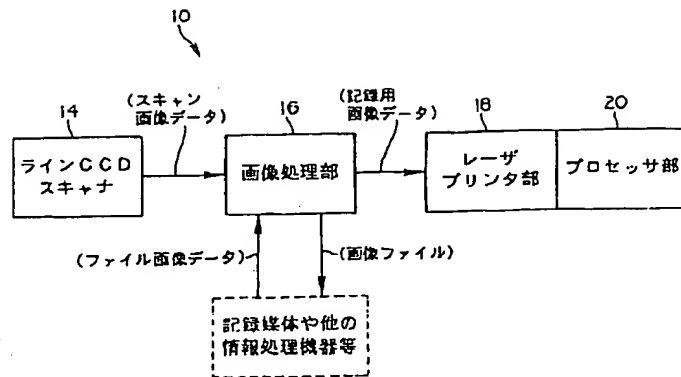 10
(スキャン
画像データ)
(記録用
画像データ)
14
16
18
20
ラインCCD
スキャナ
画像処理部
レーザ
プリンタ部
プロセッサ部
(ファイル画像データ)
(画像ファイル)
記録媒体や他の
情報処理機器等